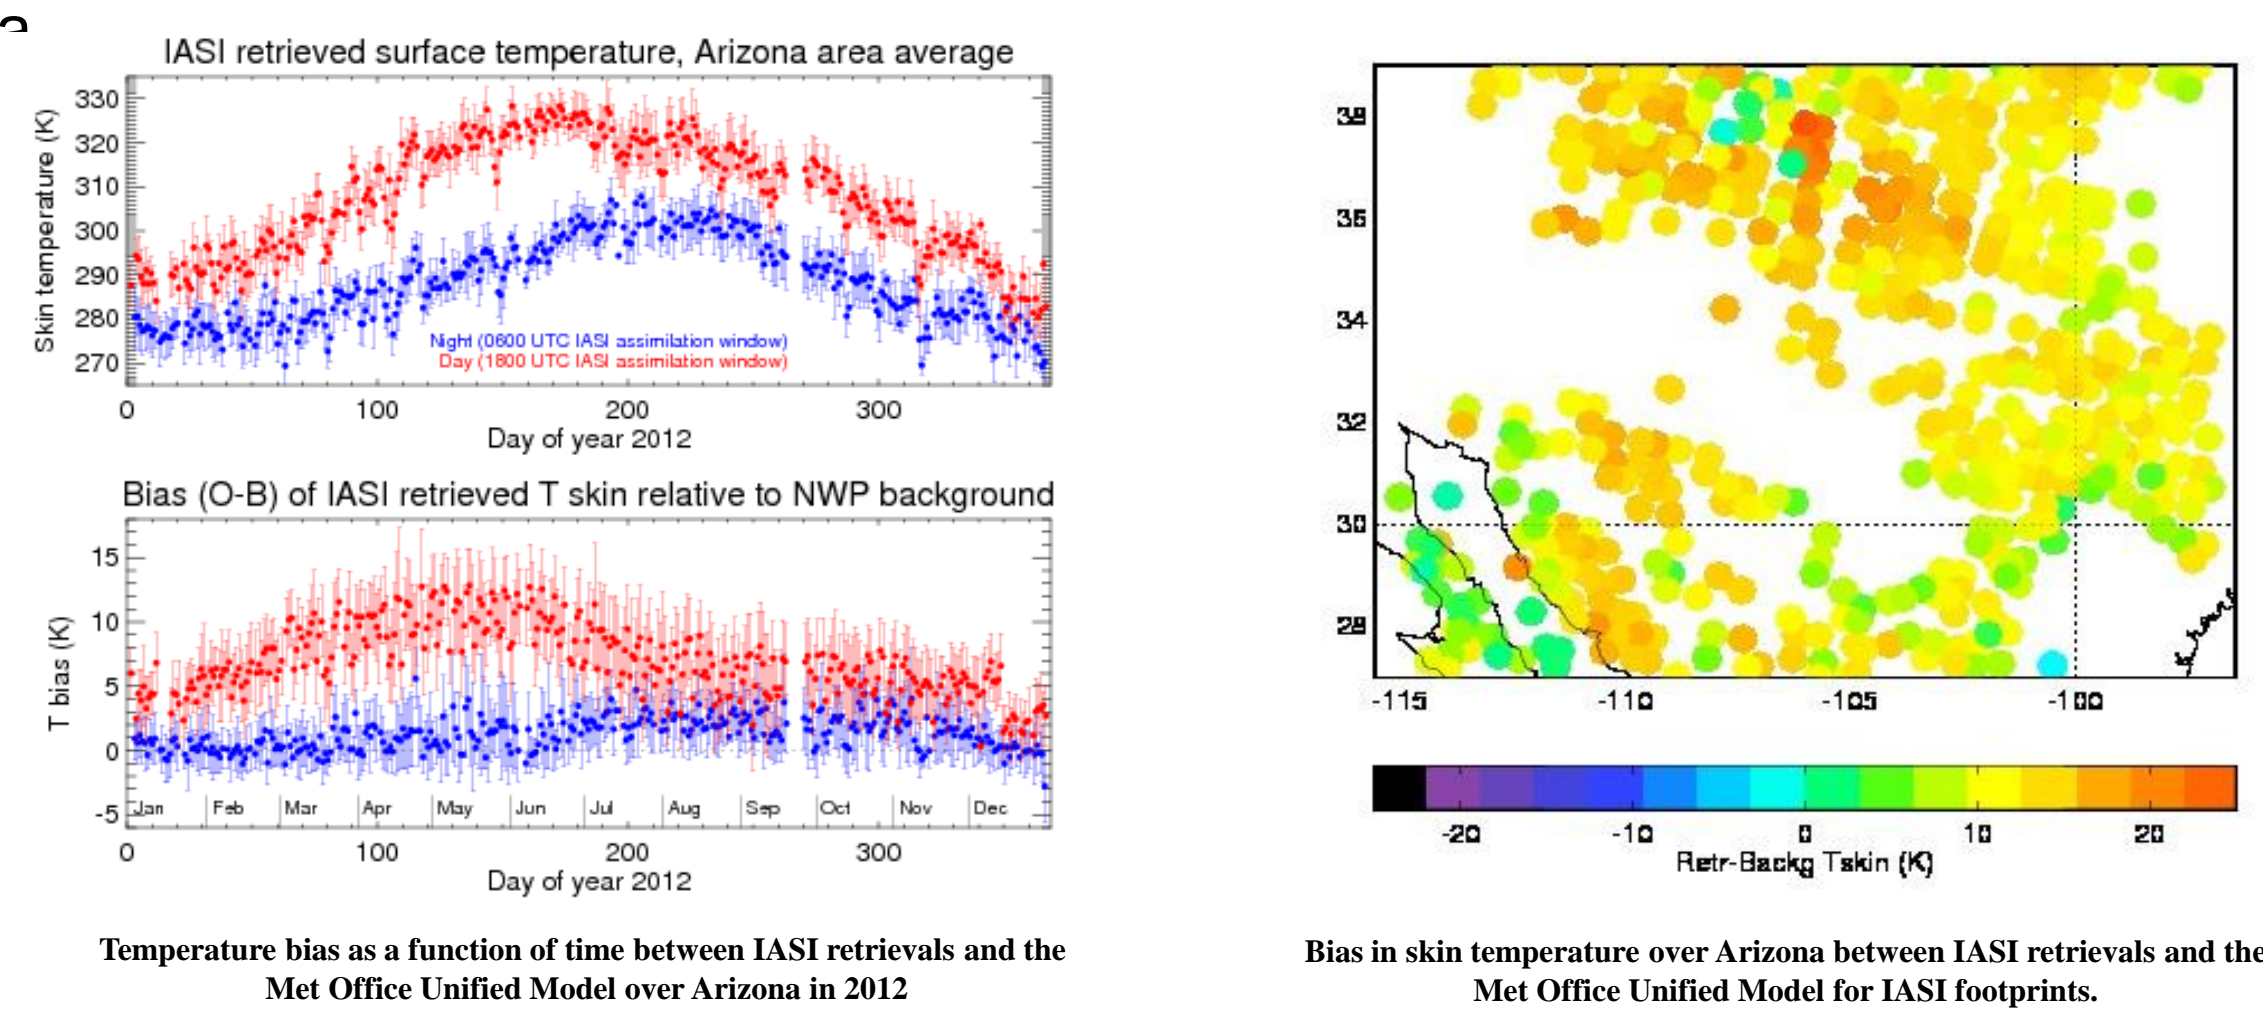 a
IASI retrieved surface temperature, Arizona area average
Skin temperature (K)
330
320
310
300
290
280
270
Night (0600 UTC IASI assimilation window)
Day (1800 UTC IASI assimilation window)
0 100 200 300
Day of year 2012
Bias (O-B) of IASI retrieved T skin relative to NWP background
T bias (K)
15
10
5
0
-5
Jan Feb Mar Apr May Jun Jul Aug Sep Oct Nov Dec
0 100 200 300
Day of year 2012
Temperature bias as a function of time between IASI retrievals and the
Met Office Unified Model over Arizona in 2012
38
36
34
32
30
28
-115 -110 -105 -100
-20 -10 0 10 20
Retr-Backg Tskin (K)
Bias in skin temperature over Arizona between IASI retrievals and the
Met Office Unified Model for IASI footprints.